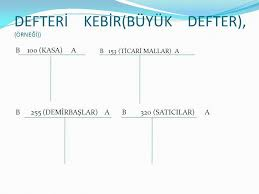 DEFTERİ KEBİR(BÜYÜK DEFTER),
(ÖRNEĞİ)
B 100 (KASA) A B 153 (TİCARİ MALLAR) A
B 255 (DEMİRBAŞLAR) A B 320 (SATICILAR) A